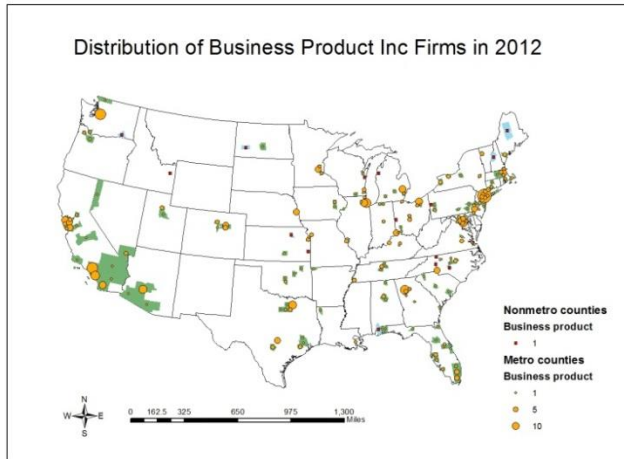 Distribution of Business Product Inc Firms in 2012
Nonmetro counties
Business product
1
Metro counties
Business product
1
5
10
N
W E
S
0 162.5 325 650 975 1,300
Miles